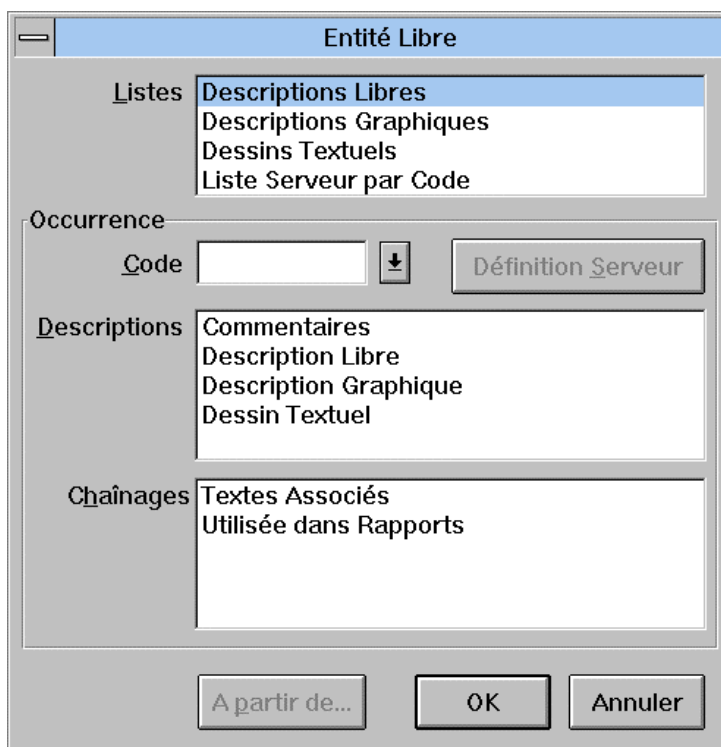 Entité Libre
Listes
Descriptions Libres
Descriptions Graphiques
Dessins Textuels
Liste Serveur par Code
Occurrence
Code
Définition Serveur
Descriptions
Commentaires
Description Libre
Description Graphique
Dessin Textuel
Chaînages
Textes Associés
Utilisée dans Rapports
A partir de...
OK
Annuler